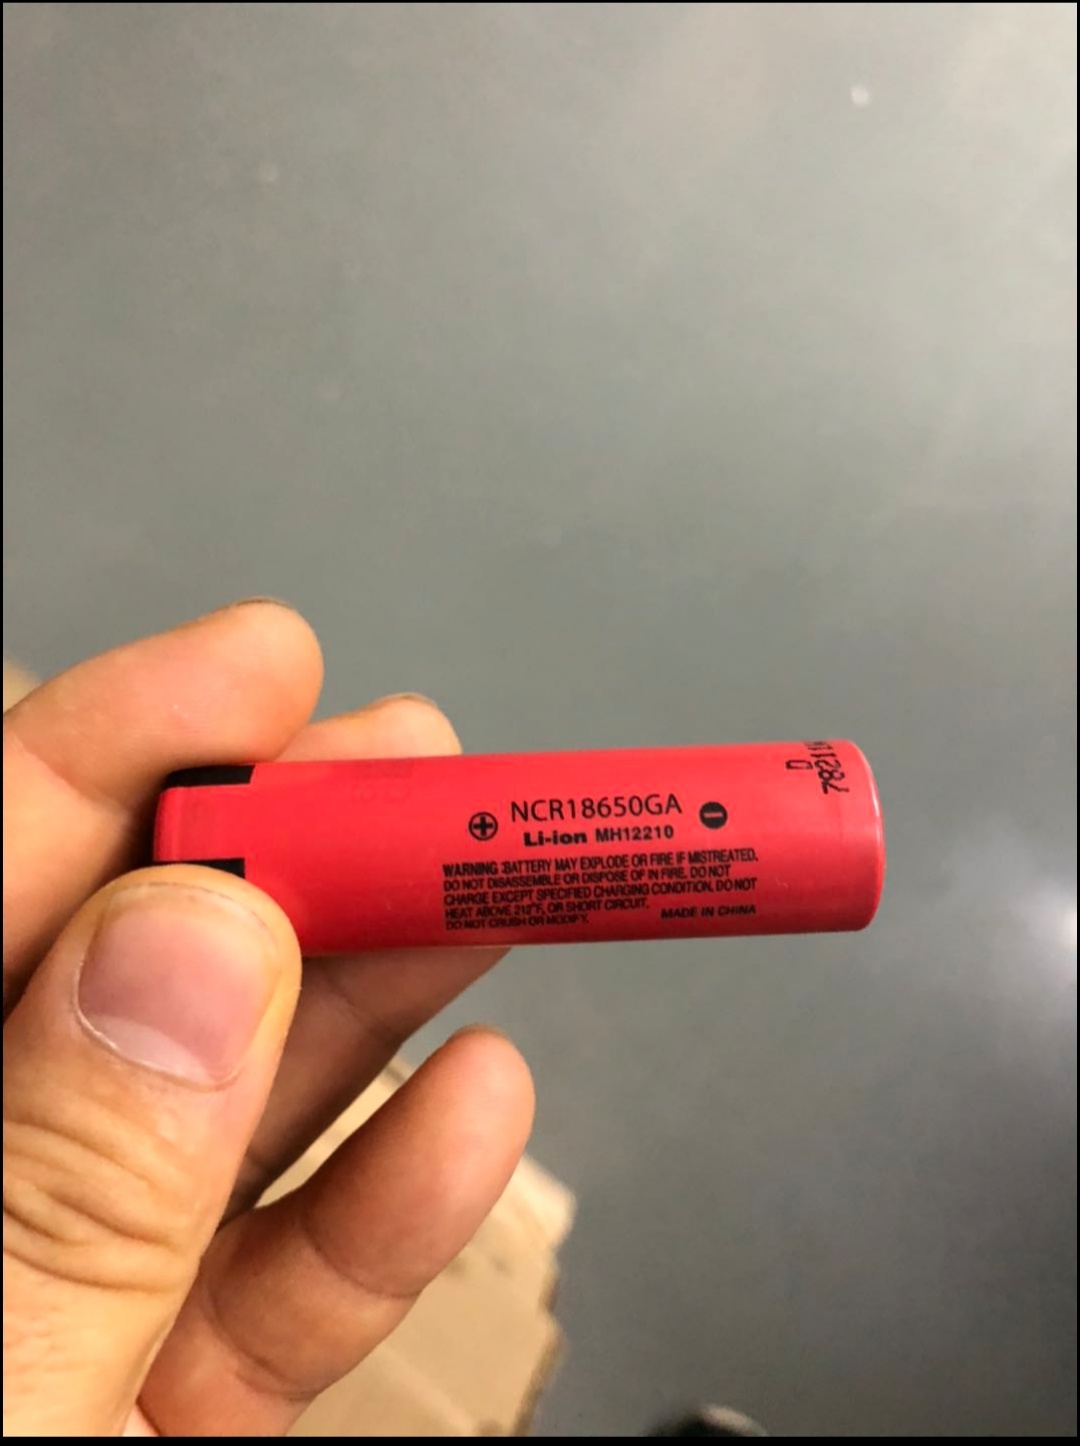 ⊕ NCR18650GA ⊖
Li-ion MH12210
WARNING :BATTERY MAY EXPLODE OR FIRE IF MISTREATED.
DO NOT DISASSEMBLE OR DISPOSE OF IN FIRE, DO NOT
CHARGE EXCEPT SPECIFIED CHARGING CONDITION, DO NOT
HEAT ABOVE 212°F, OR SHORT CIRCUIT.
DO NOT CRUSH OR MODIFY.
MADE IN CHINA